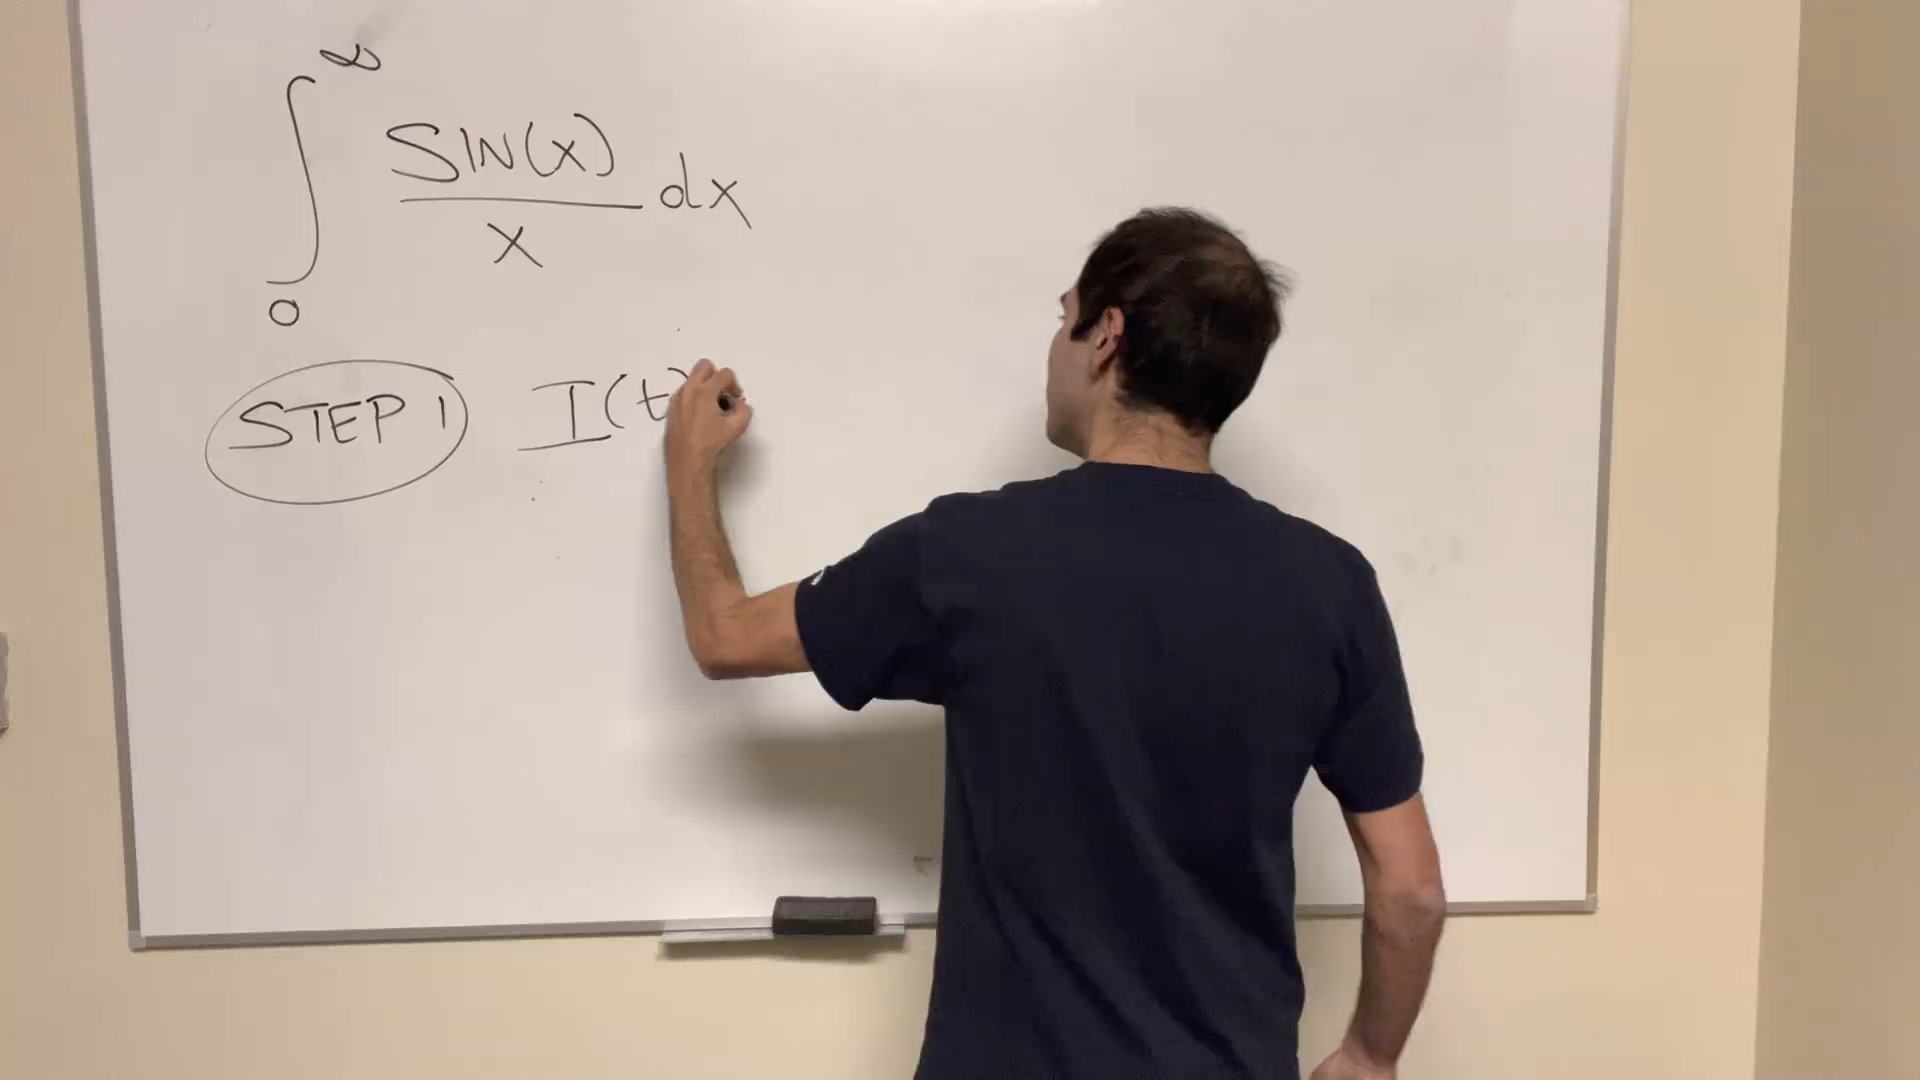 ∫₀^∞ SIN(x)/x dx
STEP 1 I(t)